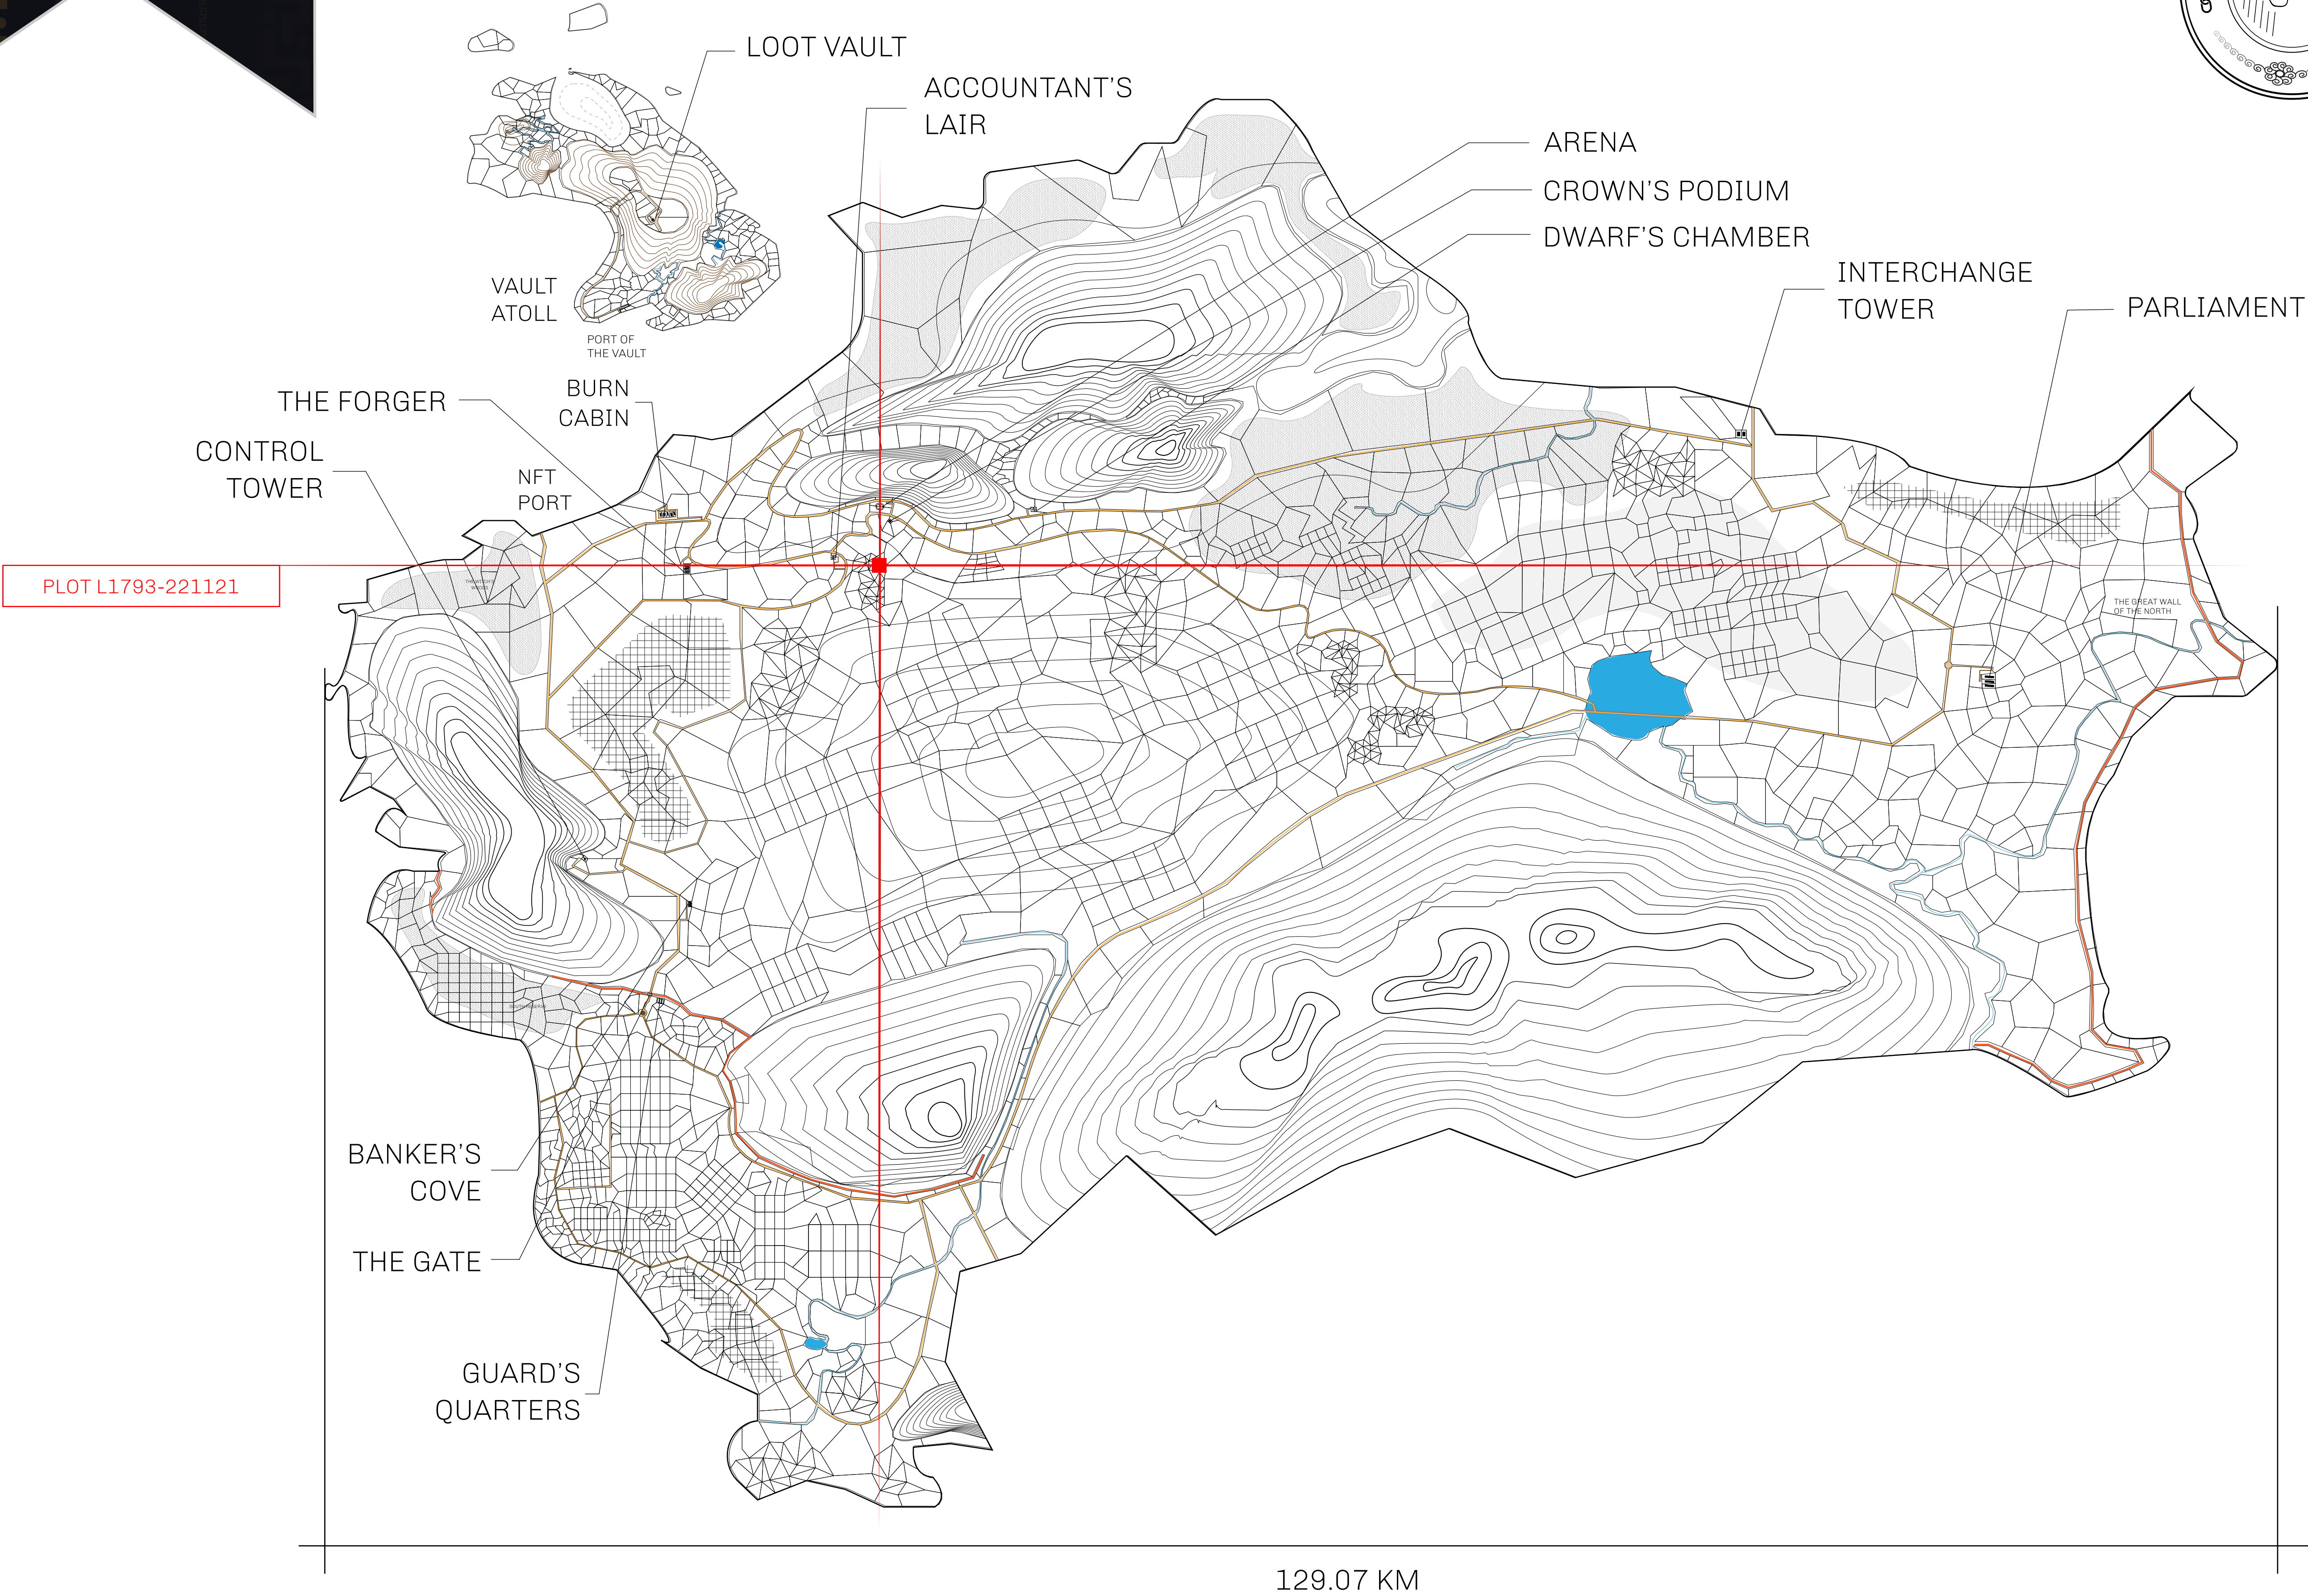 LOOT VAULT
ACCOUNTANT'S
LAIR
ARENA
CROWN'S PODIUM
DWARF'S CHAMBER
INTERCHANGE
TOWER
PARLIAMENT
VAULT
ATOLL
PORT OF
THE VAULT
BURN
CABIN
THE FORGER
CONTROL
TOWER
NFT
PORT
PLOT L1793-221121
THE GREAT WALL
OF THE NORTH
BANKER'S
COVE
THE GATE
GUARD'S
QUARTERS
129.07 KM